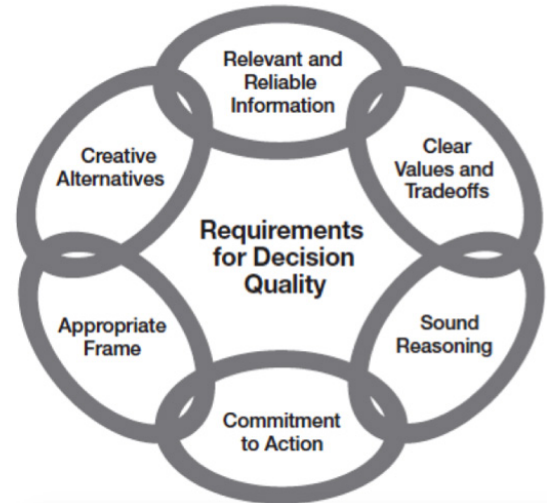 Relevant and
Reliable
Information
Creative
Alternatives
Clear
Values and
Tradeoffs
Requirements
for Decision
Quality
Appropriate
Frame
Sound
Reasoning
Commitment
to Action